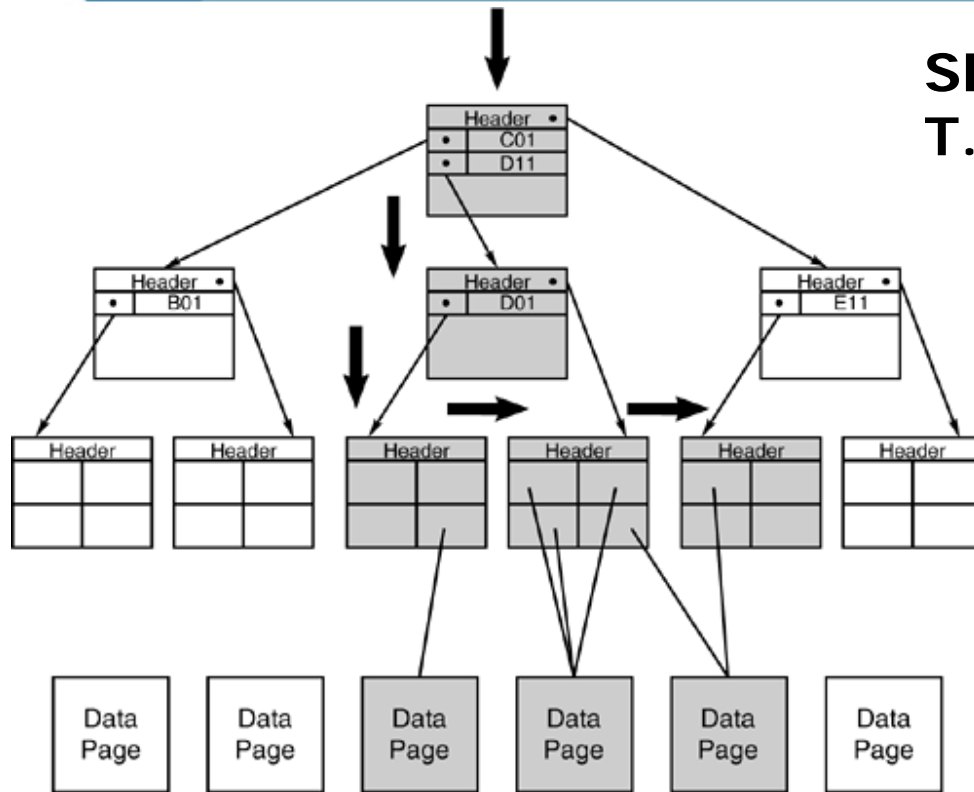 T.
Header
C01
D11
Header
B01
Header
D01
Header
E11
Header
Header
Header
Header
Header
Header
Data
Page
Data
Page
Data
Page
Data
Page
Data
Page
Data
Page